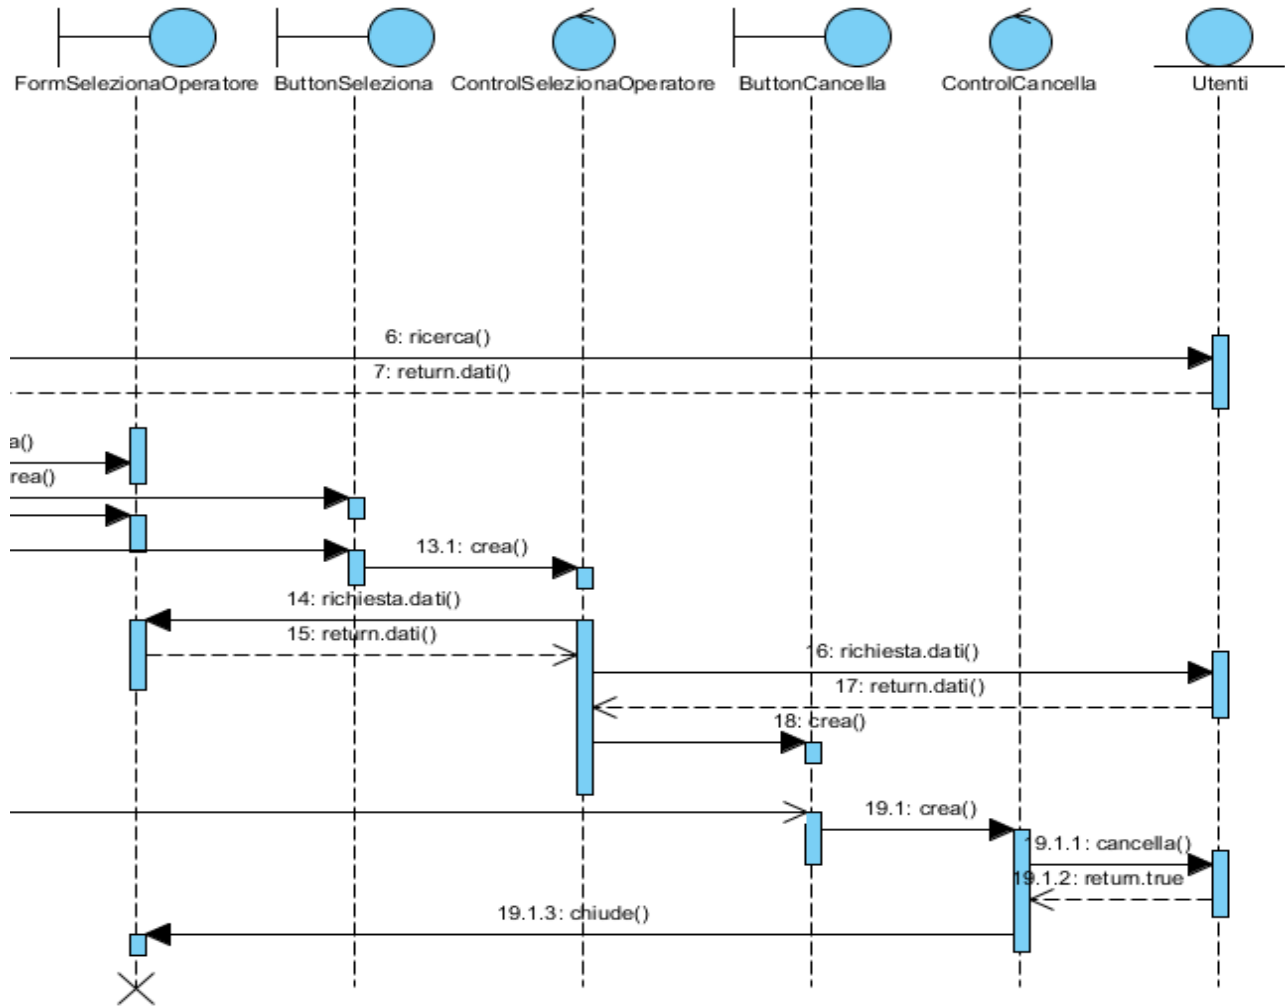 FormSelezionaOperatore ButtonSeleziona ControlSelezionaOperatore ButtonCancella ControlCancella Utenti
6: ricerca()
7: return.dati()
a()
rea()
13.1: crea()
14: richiesta.dati()
15: return.dati()
16: richiesta.dati()
17: return.dati()
18: crea()
19.1: crea()
19.1.1: cancella()
19.1.2: return.true
19.1.3: chiude()